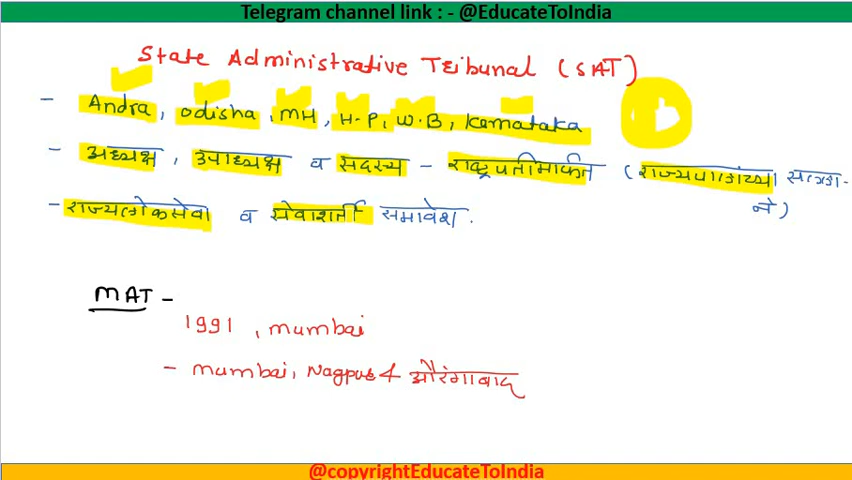 Telegram channel link : - @EducateToIndia
State Administrative Tribunal (SAT)
- Andra, odisha, MH, H.P, W.B, Karnataka
- अध्यक्ष, उपाध्यक्ष व सदस्य - राष्ट्रपतीमार्फत (राज्यपालांच्या सल्ल्याने)
- राज्यलोकसेवा व सेवाशर्ती समावेश.
MAT -
1991, mumbai
- mumbai, Nagpur & औरंगाबाद
@copyrightEducateToIndia